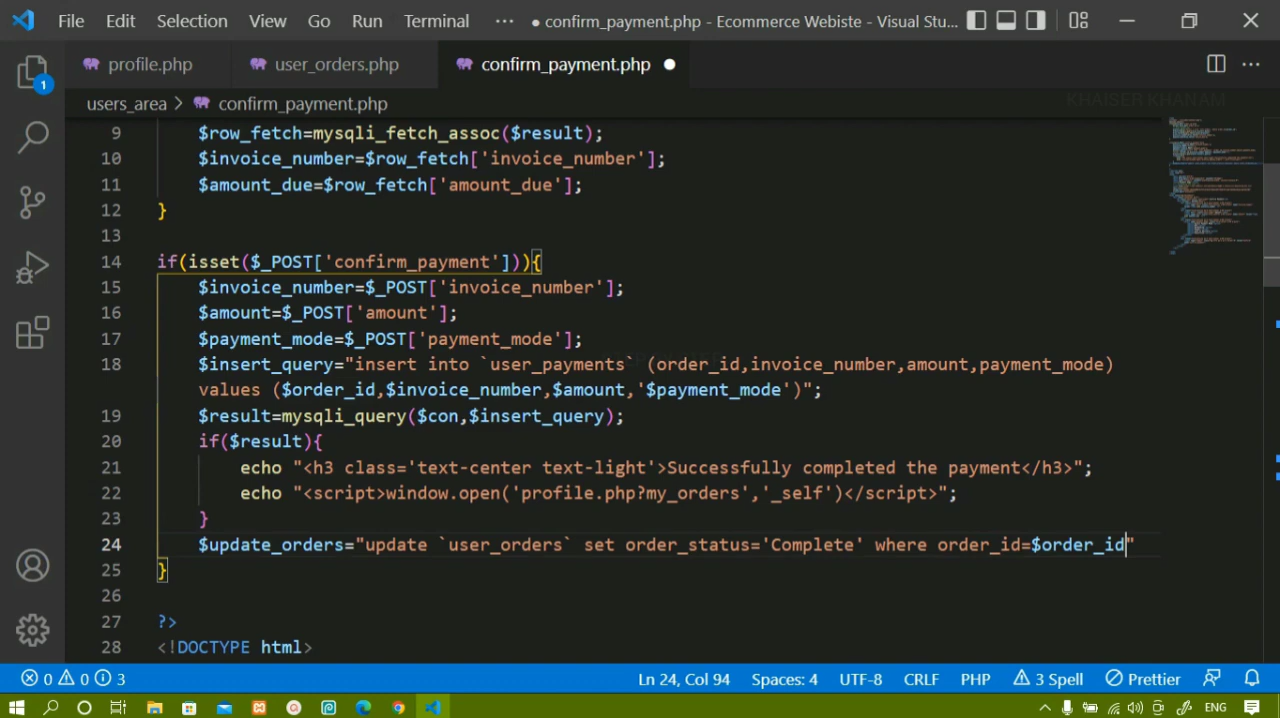 File Edit Selection View Go Run Terminal ··· ● confirm_payment.php - Ecommerce Webiste - Visual Stu...
profile.php user_orders.php confirm_payment.php ●
users_area > confirm_payment.php
KHAISER KHANAM
1
9 $row_fetch=mysqli_fetch_assoc($result);
10 $invoice_number=$row_fetch['invoice_number'];
11 $amount_due=$row_fetch['amount_due'];
12 }
13
14 if(isset($_POST['confirm_payment'])){
15 $invoice_number=$_POST['invoice_number'];
16 $amount=$_POST['amount'];
17 $payment_mode=$_POST['payment_mode'];
18 $insert_query="insert into `user_payments` (order_id,invoice_number,amount,payment_mode)
values ($order_id,$invoice_number,$amount,'$payment_mode')";
19 $result=mysqli_query($con,$insert_query);
20 if($result){
21 echo "<h3 class='text-center text-light'>Successfully completed the payment</h3>";
22 echo "<script>window.open('profile.php?my_orders','_self')</script>";
23 }
24 $update_orders="update `user_orders` set order_status='Complete' where order_id=$order_id"
25 }
26
27 ?>
28 <!DOCTYPE html>
0 0 3 Ln 24, Col 94 Spaces: 4 UTF-8 CRLF PHP 3 Spell Prettier
ENG